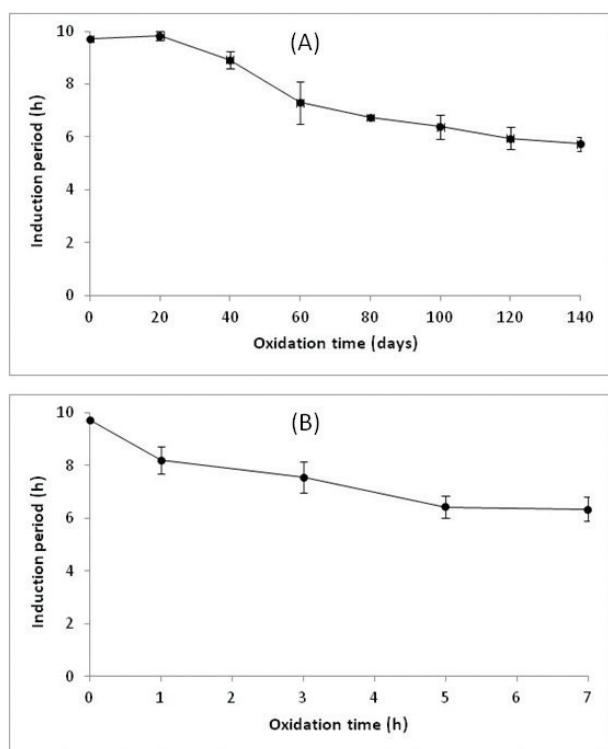 (A)
Induction period (h)
10
8
6
4
2
0
0 20 40 60 80 100 120 140
Oxidation time (days)
(B)
Induction period (h)
10
8
6
4
2
0
0 1 2 3 4 5 6 7
Oxidation time (h)